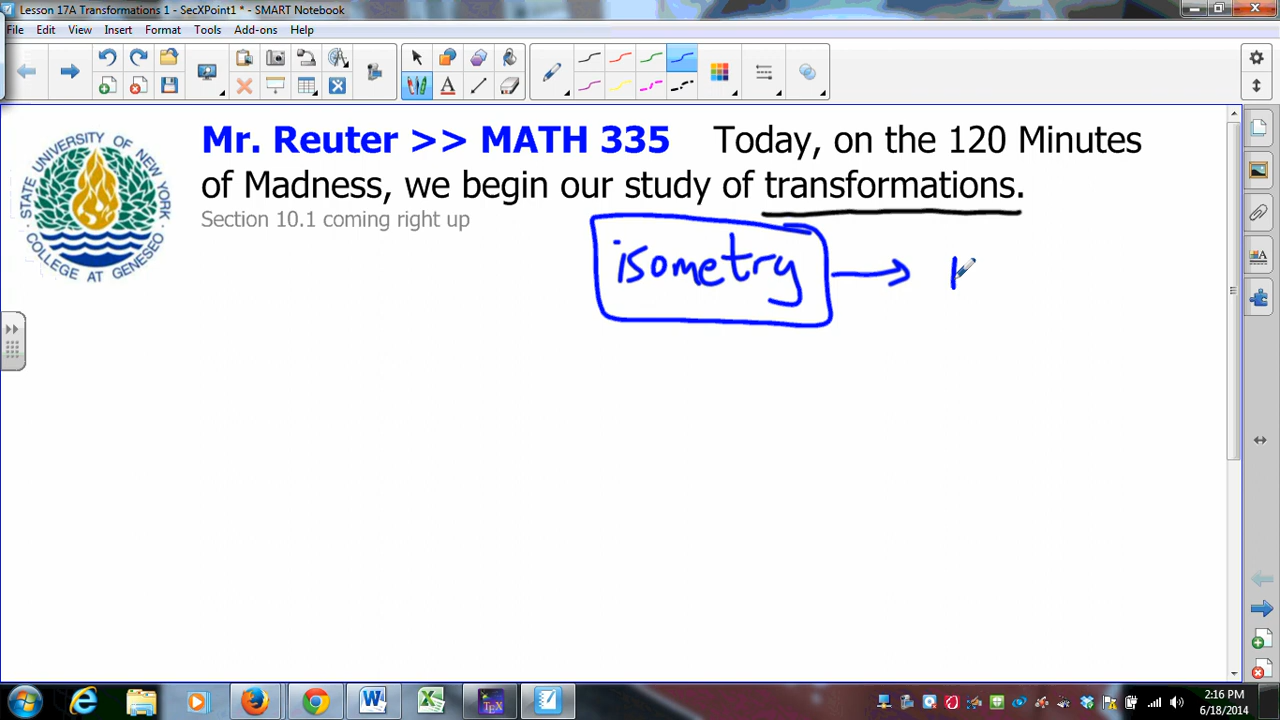 Lesson 17A Transformations 1 - SecXPoint1 * - SMART Notebook
File Edit View Insert Format Tools Add-ons Help
STATE UNIVERSITY OF NEW YORK
COLLEGE AT GENESEO
Mr. Reuter >> MATH 335 Today, on the 120 Minutes
of Madness, we begin our study of transformations.
Section 10.1 coming right up
isometry →
2:16 PM
6/18/2014